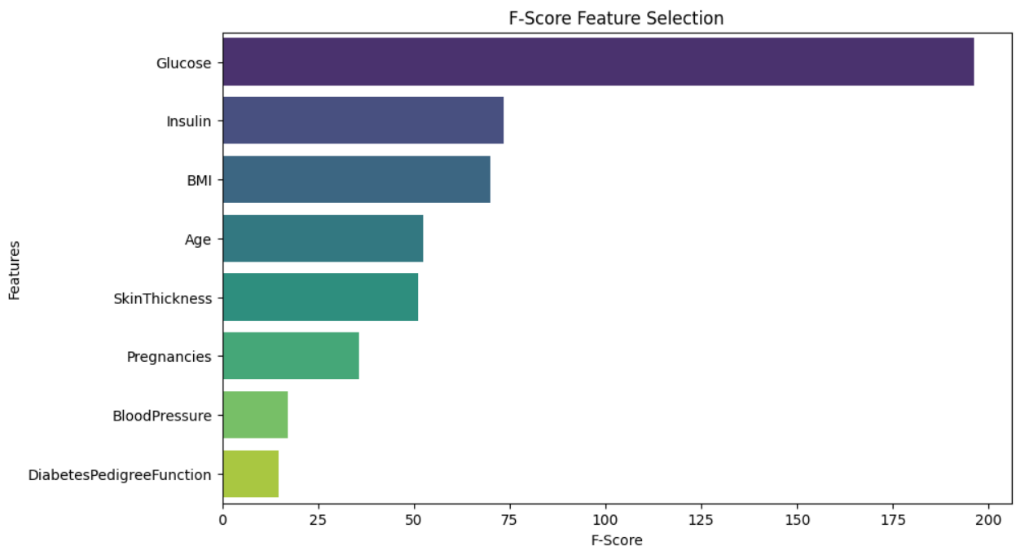 F-Score Feature Selection
Features
Glucose
Insulin
BMI
Age
SkinThickness
Pregnancies
BloodPressure
DiabetesPedigreeFunction
0 25 50 75 100 125 150 175 200
F-Score